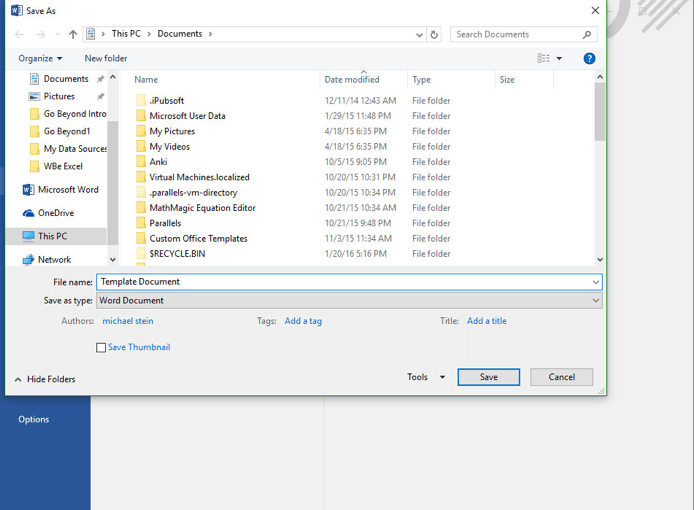 Save As
This PC > Documents >
Search Documents
Organize
New folder
Name Date modified Type Size
Documents
Pictures
Go Beyond Intro
Go Beyond1
My Data Sources
WBe Excel
Microsoft Word
OneDrive
This PC
Network
.iPubsoft 12/11/14 12:43 AM File folder
Microsoft User Data 1/29/15 11:48 PM File folder
My Pictures 4/18/15 6:35 PM File folder
My Videos 4/18/15 6:35 PM File folder
Anki 10/5/15 9:05 PM File folder
Virtual Machines.localized 10/20/15 10:31 PM File folder
.parallels-vm-directory 10/20/15 10:34 PM File folder
MathMagic Equation Editor 10/21/15 10:34 AM File folder
Parallels 10/21/15 9:48 PM File folder
Custom Office Templates 11/3/15 11:34 AM File folder
$RECYCLE.BIN 1/20/16 5:16 PM File folder
File name: Template Document
Save as type: Word Document
Authors: michael stein Tags: Add a tag Title: Add a title
Save Thumbnail
Hide Folders
Tools Save Cancel
Options